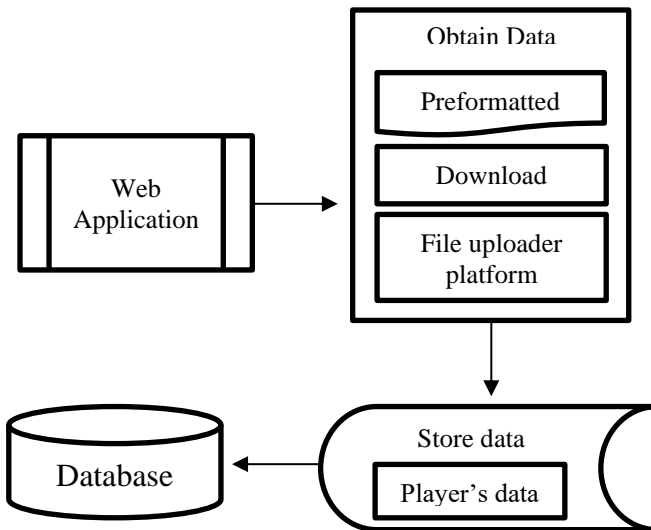 Obtain Data
Preformatted
Web
Application
Download
File uploader
platform
Store data
Player's data
Database